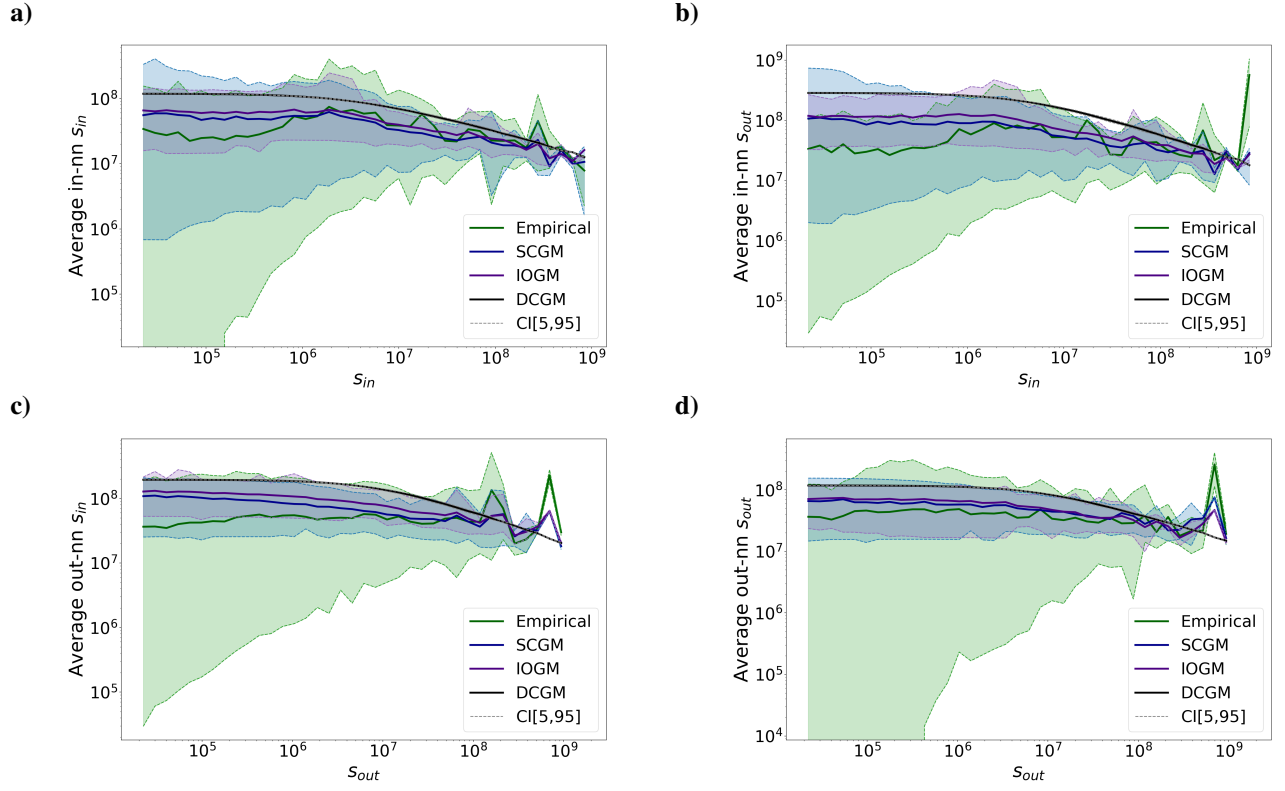 a)
Average in-nn s_in
10^8
10^7
10^6
10^5
10^5 10^6 10^7 10^8 10^9
s_in
Empirical
SCGM
IOGM
DCGM
CI[5,95]
b)
Average in-nn s_out
10^9
10^8
10^7
10^6
10^5
10^5 10^6 10^7 10^8 10^9
s_in
Empirical
SCGM
IOGM
DCGM
CI[5,95]
c)
Average out-nn s_in
10^8
10^7
10^6
10^5
10^5 10^6 10^7 10^8 10^9
s_out
Empirical
SCGM
IOGM
DCGM
CI[5,95]
d)
Average out-nn s_out
10^8
10^7
10^6
10^5
10^4
10^5 10^6 10^7 10^8 10^9
s_out
Empirical
SCGM
IOGM
DCGM
CI[5,95]